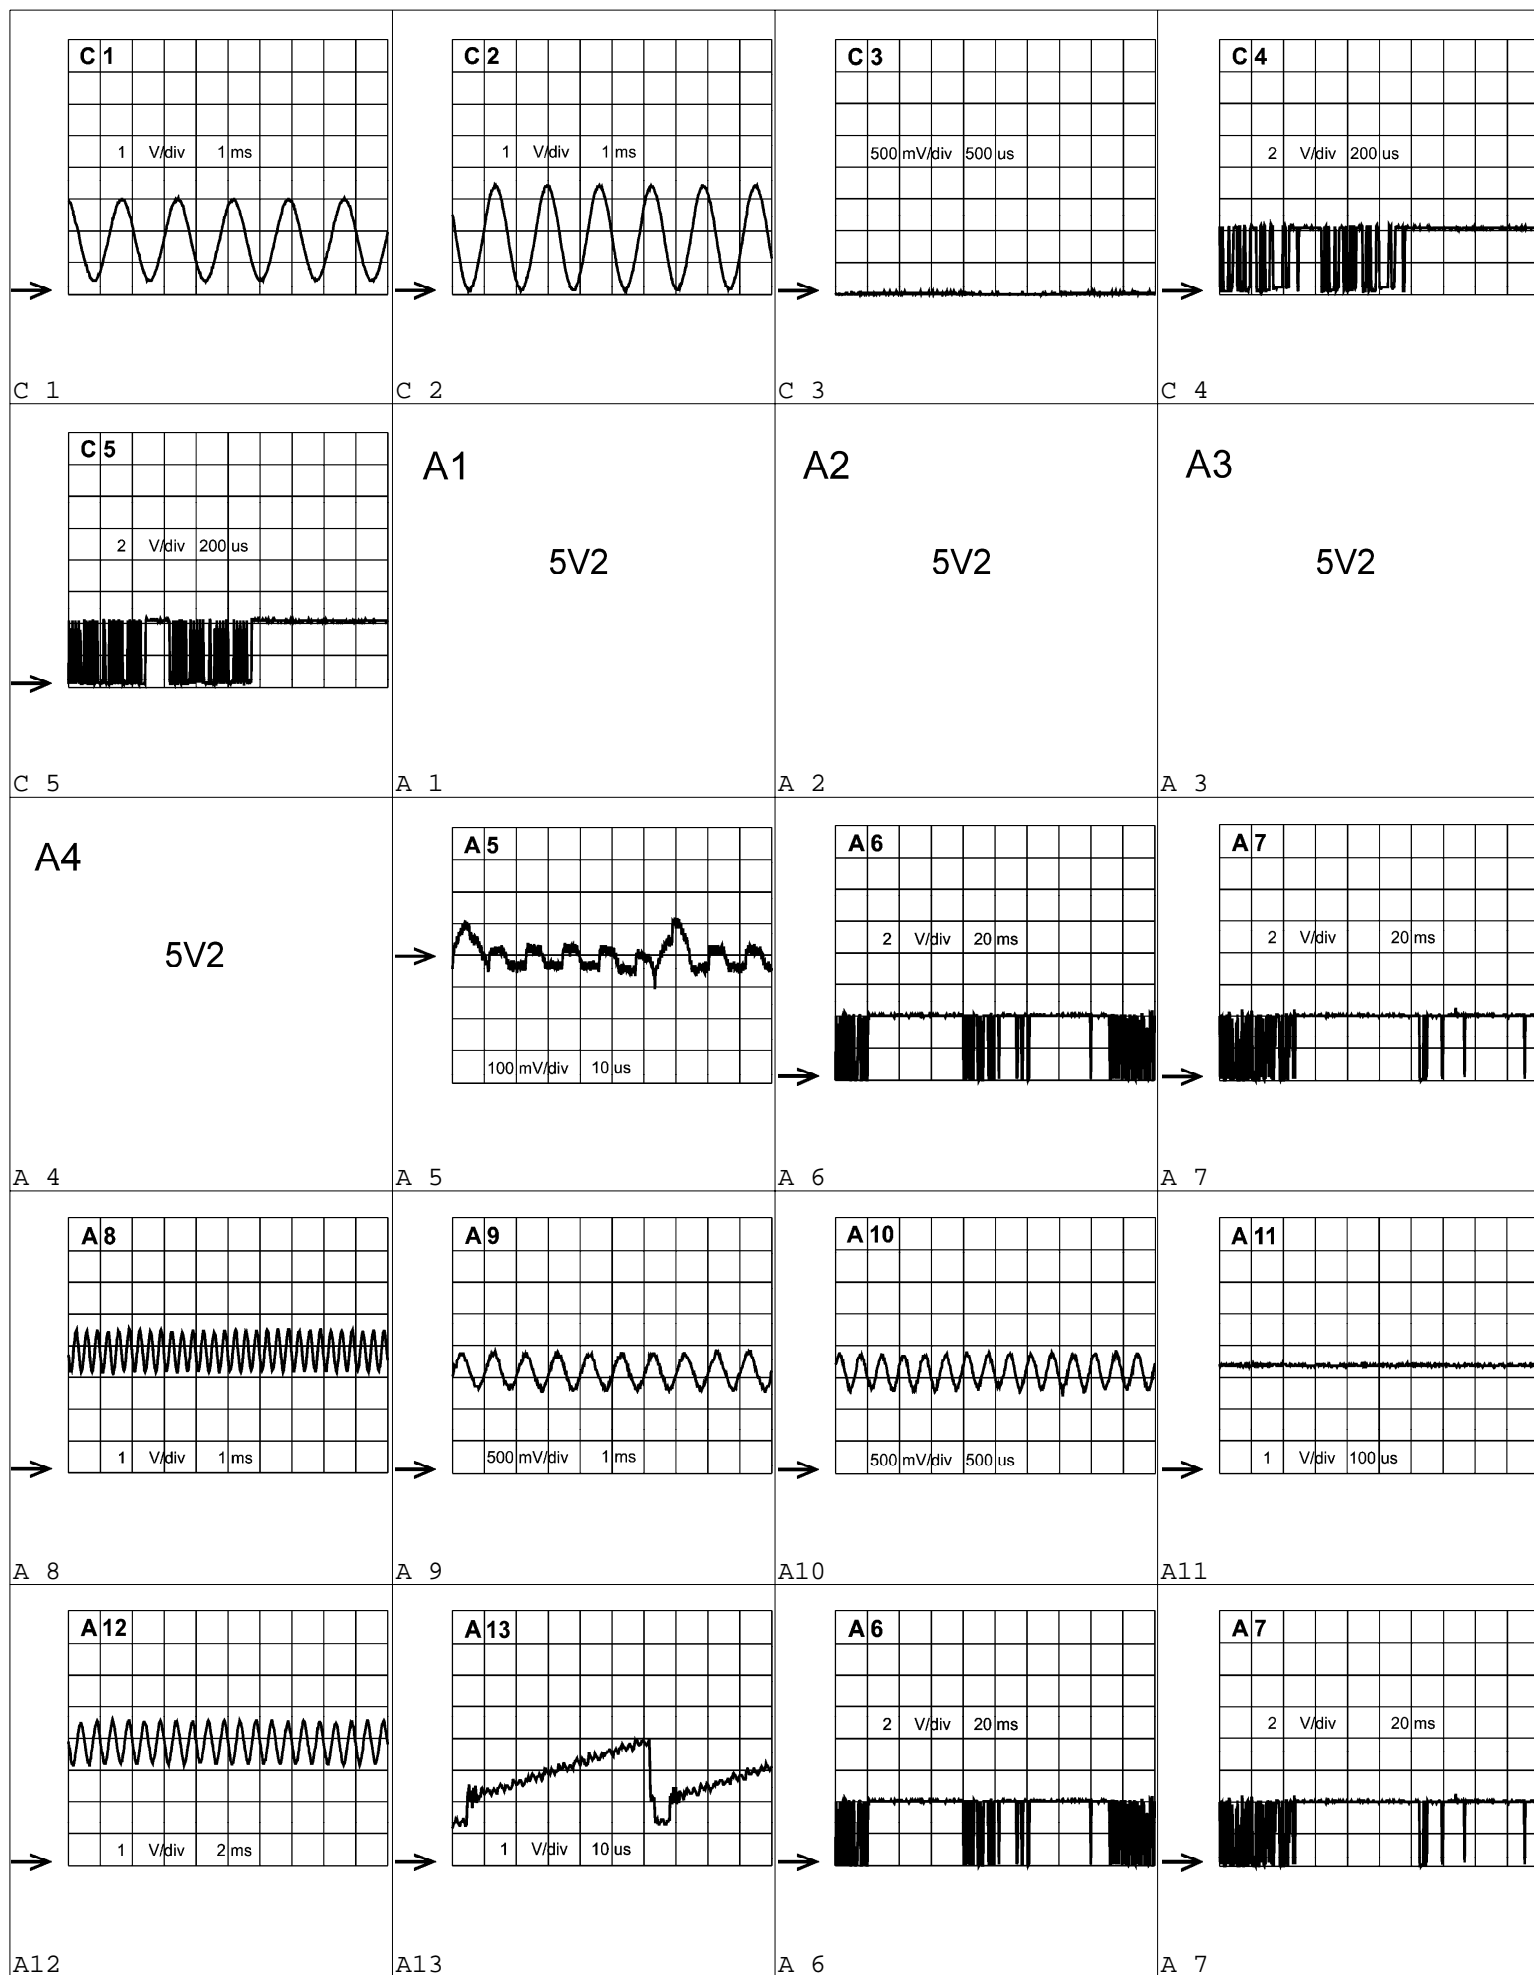 C 1
1 V/div 1 ms
C 1
C 2
1 V/div 1 ms
C 2
C 3
500 mV/div 500 us
C 3
C 4
2 V/div 200 us
C 4
C 5
2 V/div 200 us
C 5
A1
5V2
A 1
A2
5V2
A 2
A3
5V2
A 3
A4
5V2
A 4
A 5
100 mV/div 10 us
A 5
A 6
2 V/div 20 ms
A 6
A 7
2 V/div 20 ms
A 7
A 8
1 V/div 1 ms
A 8
A 9
500 mV/div 1 ms
A 9
A 10
500 mV/div 500 us
A10
A 11
1 V/div 100 us
A11
A 12
1 V/div 2 ms
A12
A 13
1 V/div 10 us
A13
A 6
2 V/div 20 ms
A 6
A 7
2 V/div 20 ms
A 7